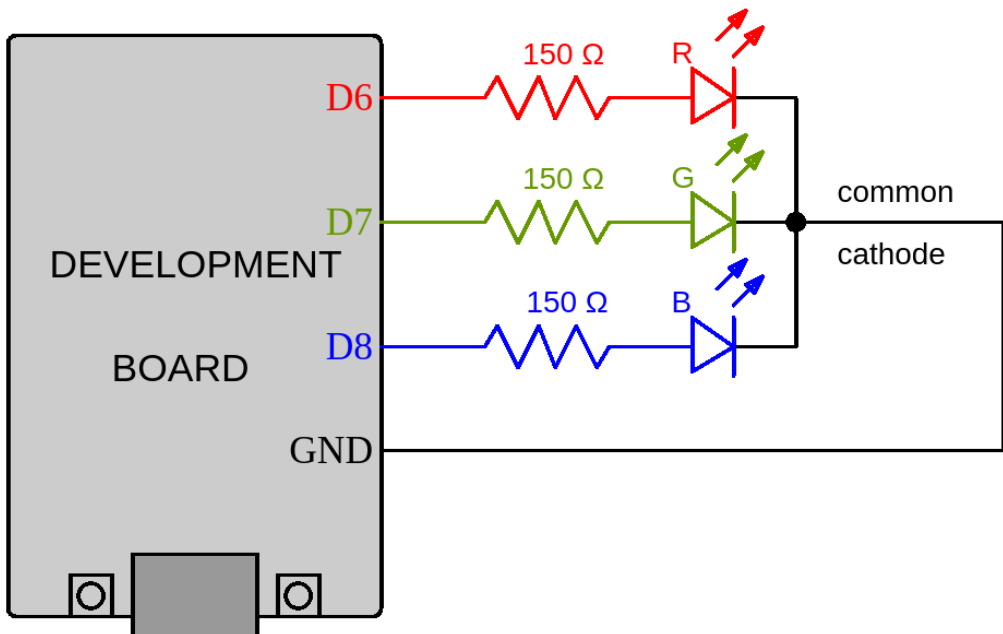 150 Ω
R
D6
150 Ω
G
D7
common
cathode
DEVELOPMENT
BOARD
150 Ω
B
D8
GND